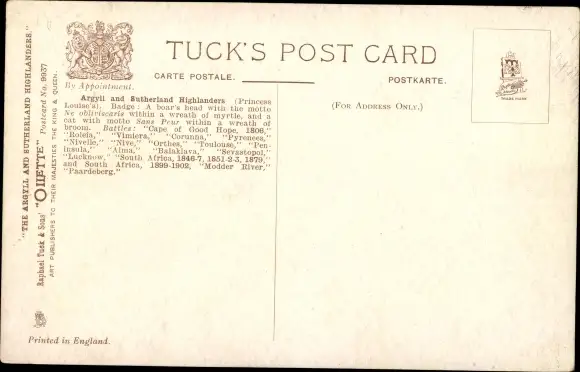 TUCK'S POST CARD
CARTE POSTALE.
POSTKARTE.
By Appointment.
(FOR ADDRESS ONLY.)
Argyll and Sutherland Highlanders (Princess
Louise's). Badge: A boar's head with the motto
Ne obliviscaris within a wreath of myrtle, and a
cat with motto Sans Peur within a wreath of
broom. Battles: "Cape of Good Hope, 1806,"
"Roleia," "Vimiera," "Corunna," "Pyrenees,"
"Nivelle," "Nive," "Orthes," "Toulouse," "Pen-
insula," "Alma," "Balaklava," "Sevastopol,"
"Lucknow," "South Africa, 1846-7, 1851-2-3, 1879,"
and South Africa, 1899-1902, "Modder River,"
"Paardeberg."
"THE ARGYLL AND SUTHERLAND HIGHLANDERS."
Raphael Tuck & Sons' "OILETTE" Postcard No. 9937
ART PUBLISHERS TO THEIR MAJESTIES THE KING & QUEEN.
TRADE MARK
Printed in England.